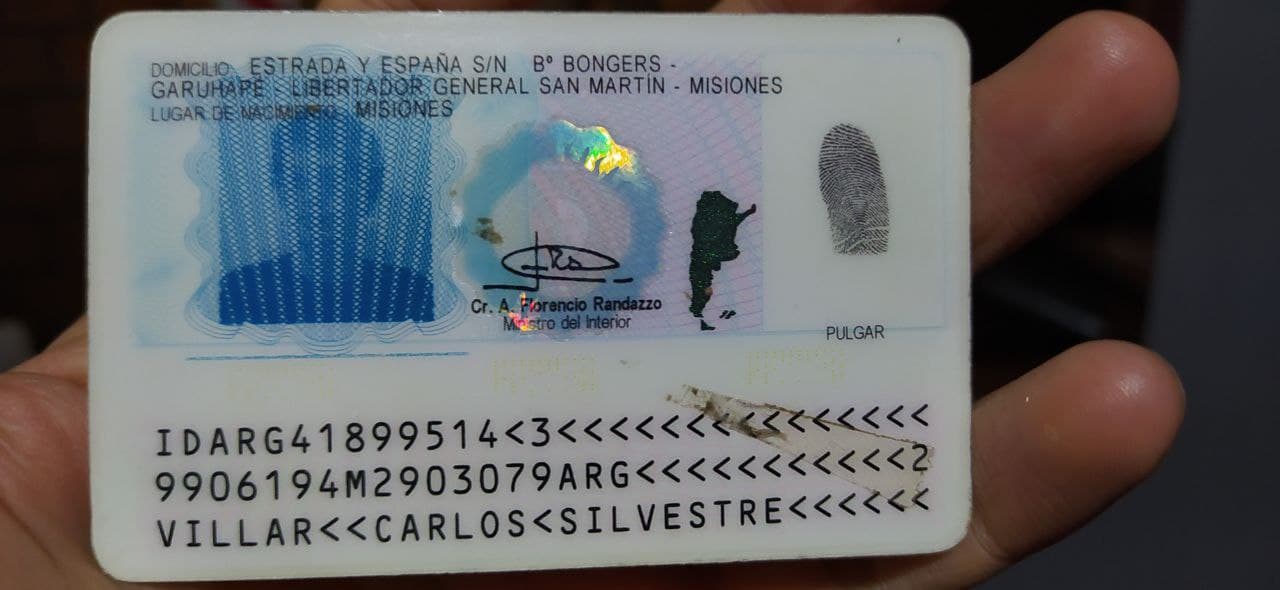 DOMICILIO ESTRADA Y ESPAÑA S/N Bº BONGERS -
GARUHAPE - LIBERTADOR GENERAL SAN MARTÍN - MISIONES
LUGAR DE NACIMIENTO MISIONES
Cr. A. Florencio Randazzo
Ministro del Interior
PULGAR
IDARG41899514<3<<<<<<<<<<<<<<<
9906194M2903079ARG<<<<<<<<<<<2
VILLAR<<CARLOS<SILVESTRE<<<<<<